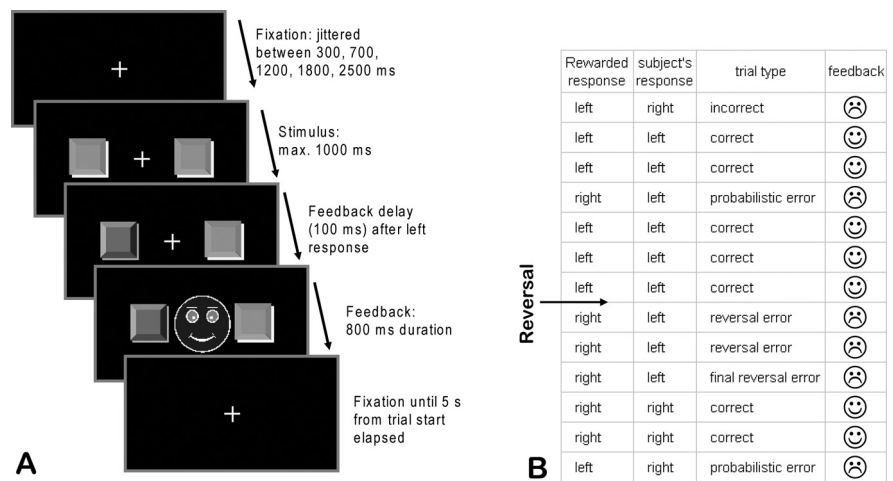 Fixation: jittered
between 300, 700,
1200, 1800, 2500 ms
Stimulus:
max. 1000 ms
Feedback delay
(100 ms) after left
response
Feedback:
800 ms duration
Fixation until 5 s
from trial start
elapsed
A
Rewarded response subject's response trial type feedback
left right incorrect
left left correct
left left correct
right left probabilistic error
left left correct
left left correct
left left correct
Reversal
right left reversal error
right left reversal error
right left final reversal error
right right correct
right right correct
left right probabilistic error
B